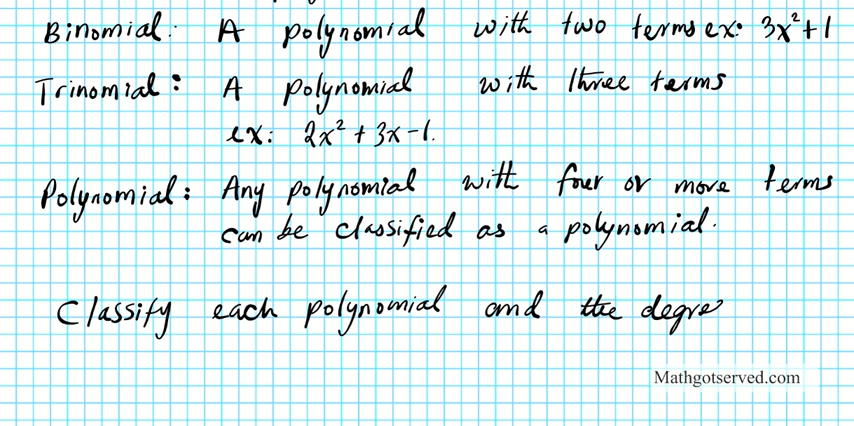 Binomial: A polynomial with two terms ex: 3x²+1
Trinomial: A polynomial with three terms
ex: 2x² + 3x - 1.
Polynomial: Any polynomial with four or more terms
can be classified as a polynomial.
Classify each polynomial and the degre
Mathgotserved.com